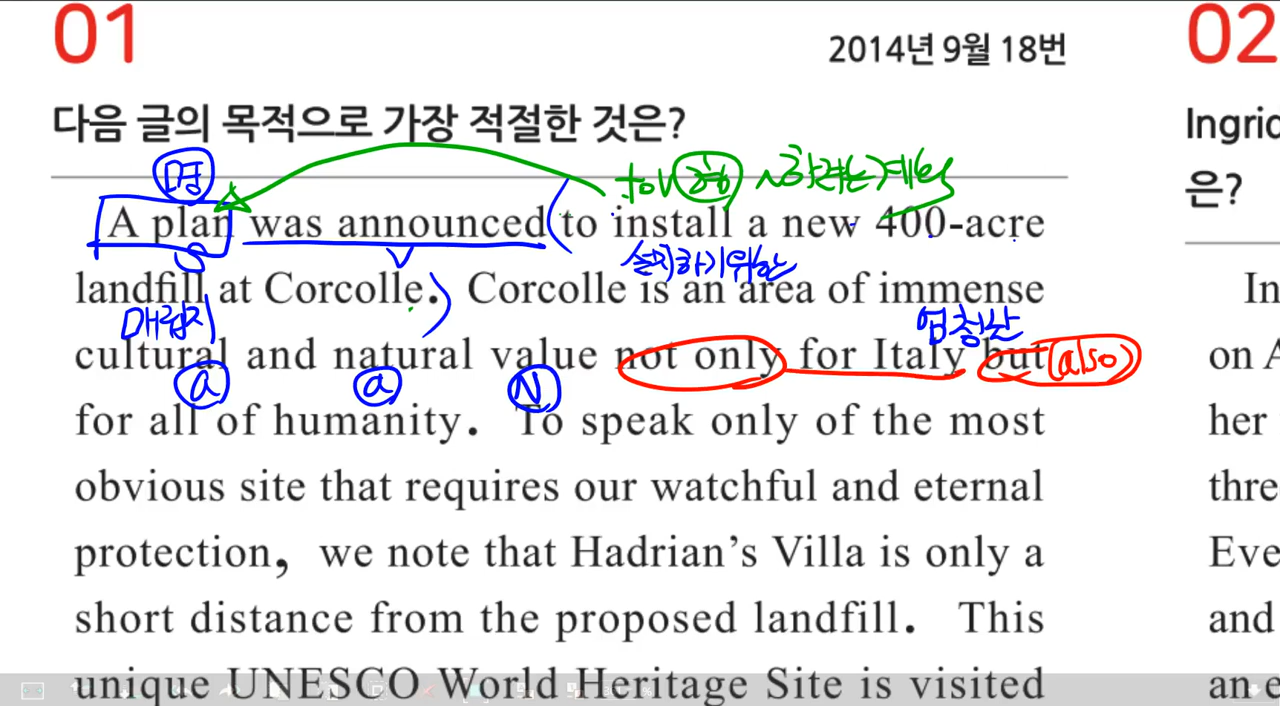 01
2014년 9월 18번
02
다음 글의 목적으로 가장 적절한 것은?
Ingrid
은?
명
to V 형 ~하려는 계획
A plan was announced to install a new 400-acre
S
V
설치하기 위한
landfill at Corcolle. Corcolle is an area of immense
In
매립지
엄청난
cultural and natural value not only for Italy but also
on A
a
a
N
for all of humanity. To speak only of the most
her
obvious site that requires our watchful and eternal
thre
protection, we note that Hadrian's Villa is only a
Eve
short distance from the proposed landfill. This
and
unique UNESCO World Heritage Site is visited
an e